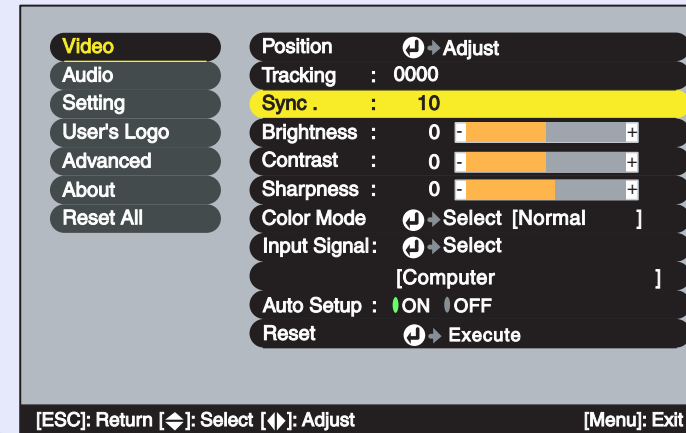 Video
Audio
Setting
User's Logo
Advanced
About
Reset All
Position Adjust
Tracking : 0000
Sync . : 10
Brightness : 0 - +
Contrast : 0 - +
Sharpness : 0 - +
Color Mode Select [Normal ]
Input Signal: Select
[Computer ]
Auto Setup : ON OFF
Reset Execute
[ESC]: Return [ ]: Select [ ]: Adjust [Menu]: Exit